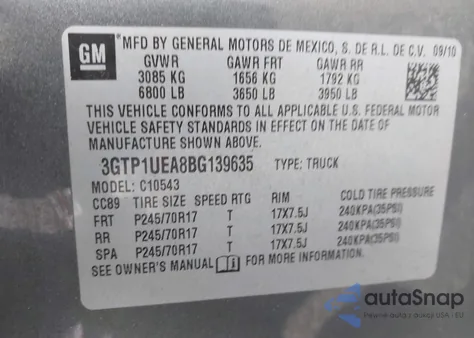 GM
MFD BY GENERAL MOTORS DE MEXICO, S. DE R.L. DE C.V. 09/10
GVWR GAWR FRT GAWR RR
3085 KG 1656 KG 1792 KG
6800 LB 3650 LB 3950 LB
THIS VEHICLE CONFORMS TO ALL APPLICABLE U.S. FEDERAL MOTOR
VEHICLE SAFETY STANDARDS IN EFFECT ON THE DATE OF
MANUFACTURE SHOWN ABOVE.
3GTP1UEA8BG139635 TYPE: TRUCK
MODEL: C10543
CC89 TIRE SIZE SPEED RTG RIM COLD TIRE PRESSURE
FRT P245/70R17 T 17X7.5J 240KPA(35PSI)
RR P245/70R17 T 17X7.5J 240KPA(35PSI)
SPA P245/70R17 T 17X7.5J 240KPA(35PSI)
SEE OWNER'S MANUAL FOR MORE INFORMATION.
autoSnap